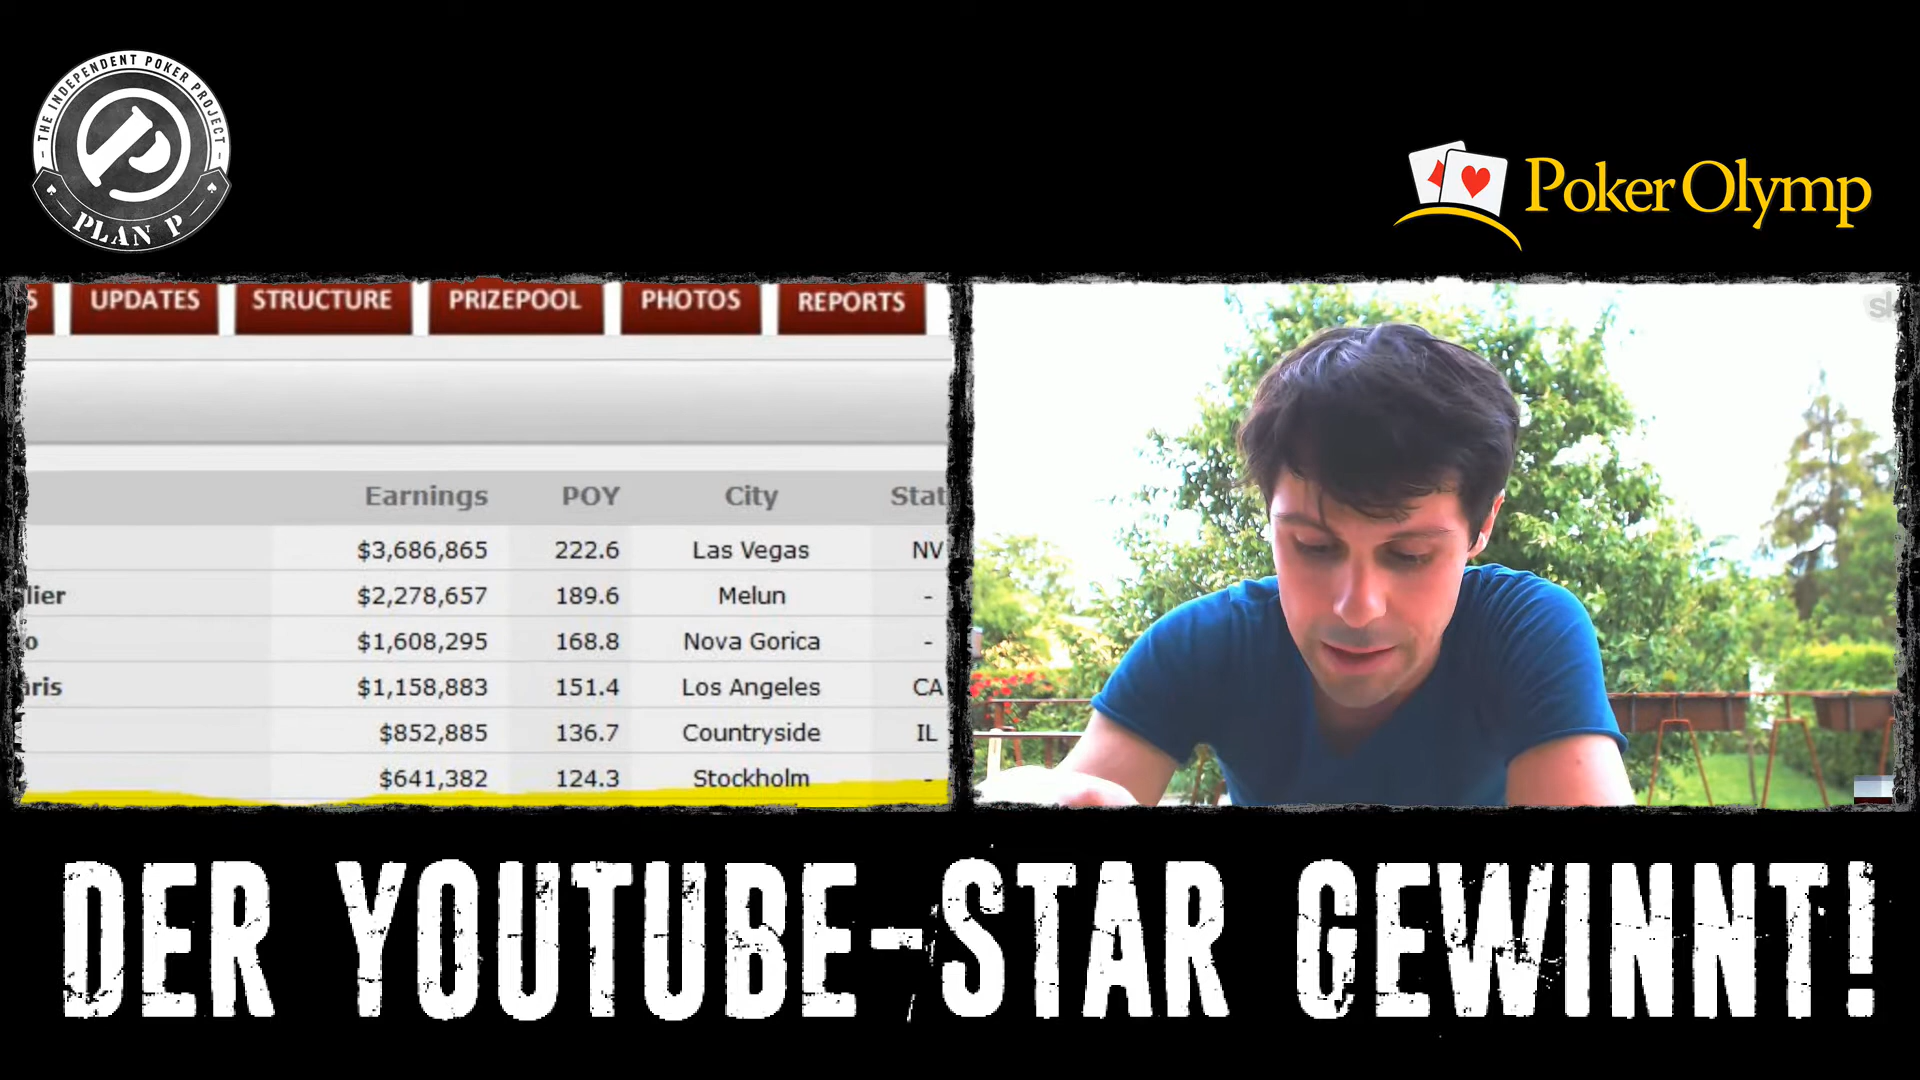 - THE INDEPENDENT POKER PROJECT -
PLAN P
PokerOlymp
S UPDATES STRUCTURE PRIZEPOOL PHOTOS REPORTS
Earnings POY City Stat
$3,686,865 222.6 Las Vegas NV
lier $2,278,657 189.6 Melun -
o $1,608,295 168.8 Nova Gorica -
ris $1,158,883 151.4 Los Angeles CA
$852,885 136.7 Countryside IL
$641,382 124.3 Stockholm -
DER YOUTUBE-STAR GEWINNT!